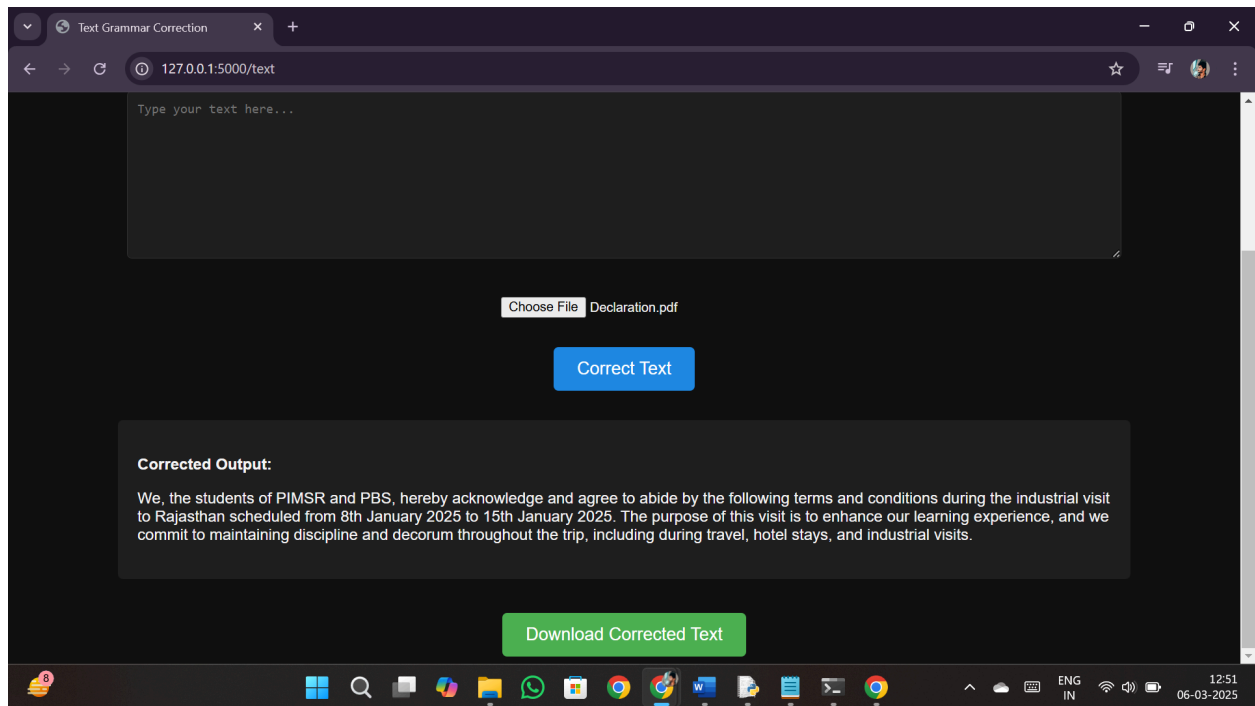 Text Grammar Correction
127.0.0.1:5000/text
Type your text here...
Choose File Declaration.pdf
Correct Text
Corrected Output:
We, the students of PIMSR and PBS, hereby acknowledge and agree to abide by the following terms and conditions during the industrial visit
to Rajasthan scheduled from 8th January 2025 to 15th January 2025. The purpose of this visit is to enhance our learning experience, and we
commit to maintaining discipline and decorum throughout the trip, including during travel, hotel stays, and industrial visits.
Download Corrected Text
8
W
ENG
IN
12:51
06-03-2025